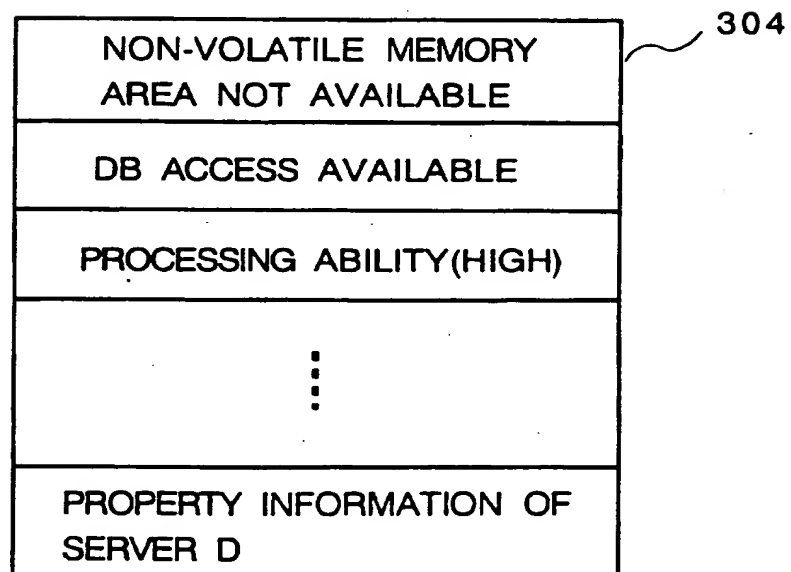 304
NON-VOLATILE MEMORY
AREA NOT AVAILABLE
DB ACCESS AVAILABLE
PROCESSING ABILITY(HIGH)
PROPERTY INFORMATION OF
SERVER D